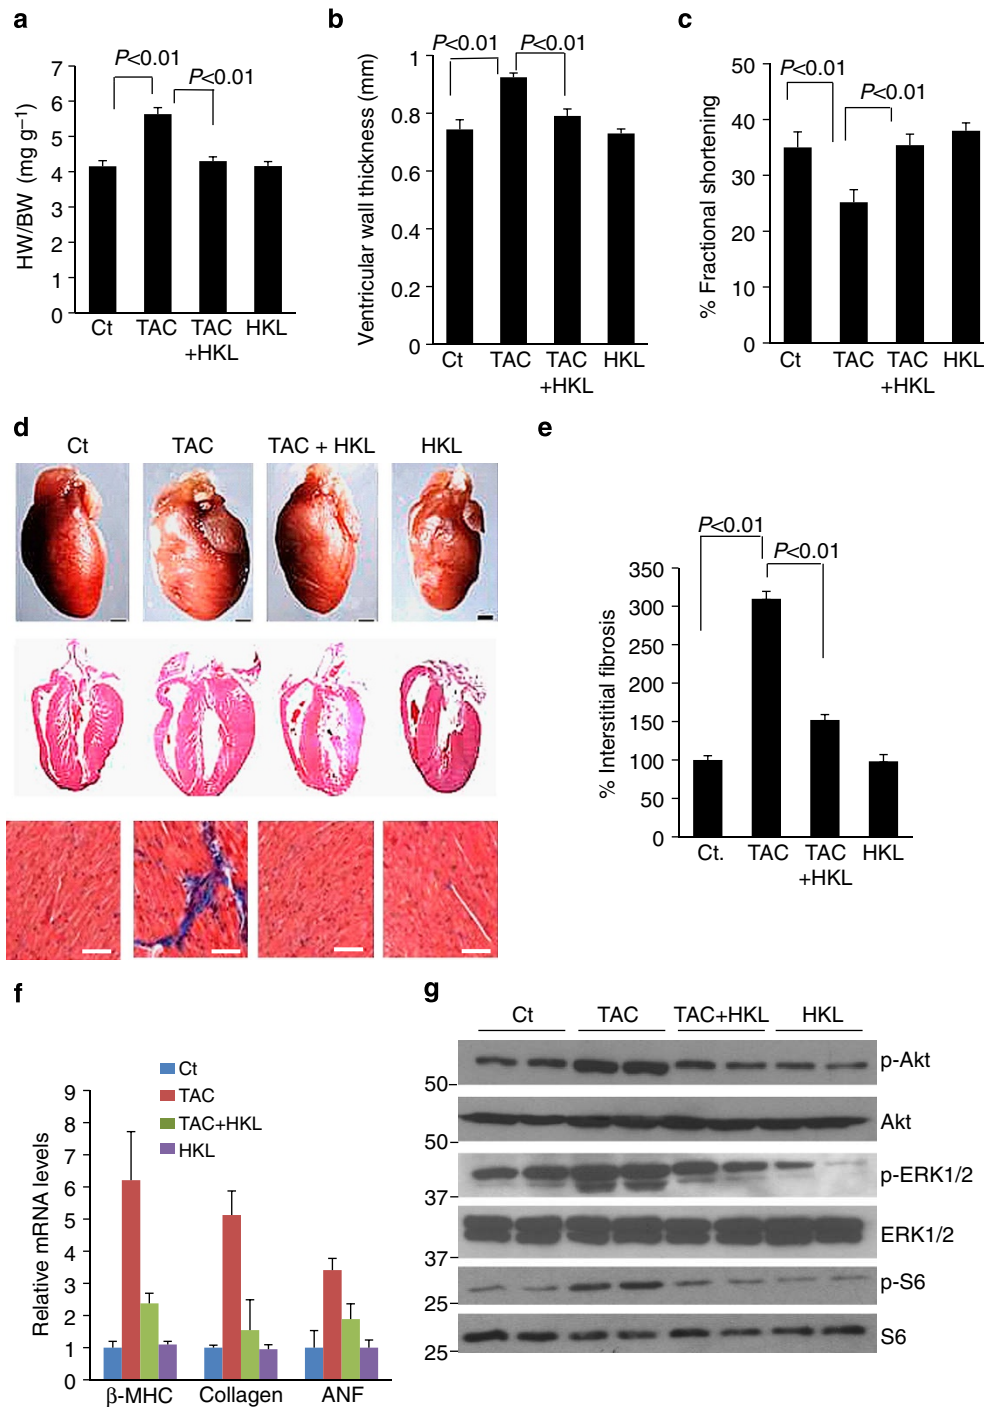 a
P<0.01
P<0.01
HW/BW (mg g⁻¹)
7
6
5
4
3
2
1
0
Ct
TAC
TAC
+HKL
HKL
b
P<0.01
P<0.01
Ventricular wall thickness (mm)
1
0.8
0.6
0.4
0.2
0
Ct
TAC
TAC
+HKL
HKL
c
P<0.01
P<0.01
% Fractional shortening
50
40
30
20
10
0
Ct
TAC
TAC
+HKL
HKL
d
Ct
TAC
TAC + HKL
HKL
e
P<0.01
P<0.01
% Interstitial fibrosis
350
300
250
200
150
100
50
0
Ct.
TAC
TAC
+HKL
HKL
f
Ct
TAC
TAC+HKL
HKL
Relative mRNA levels
9
8
7
6
5
4
3
2
1
0
β-MHC
Collagen
ANF
g
Ct
TAC
TAC+HKL
HKL
p-Akt
50
Akt
50
p-ERK1/2
37
ERK1/2
37
p-S6
25
S6
25